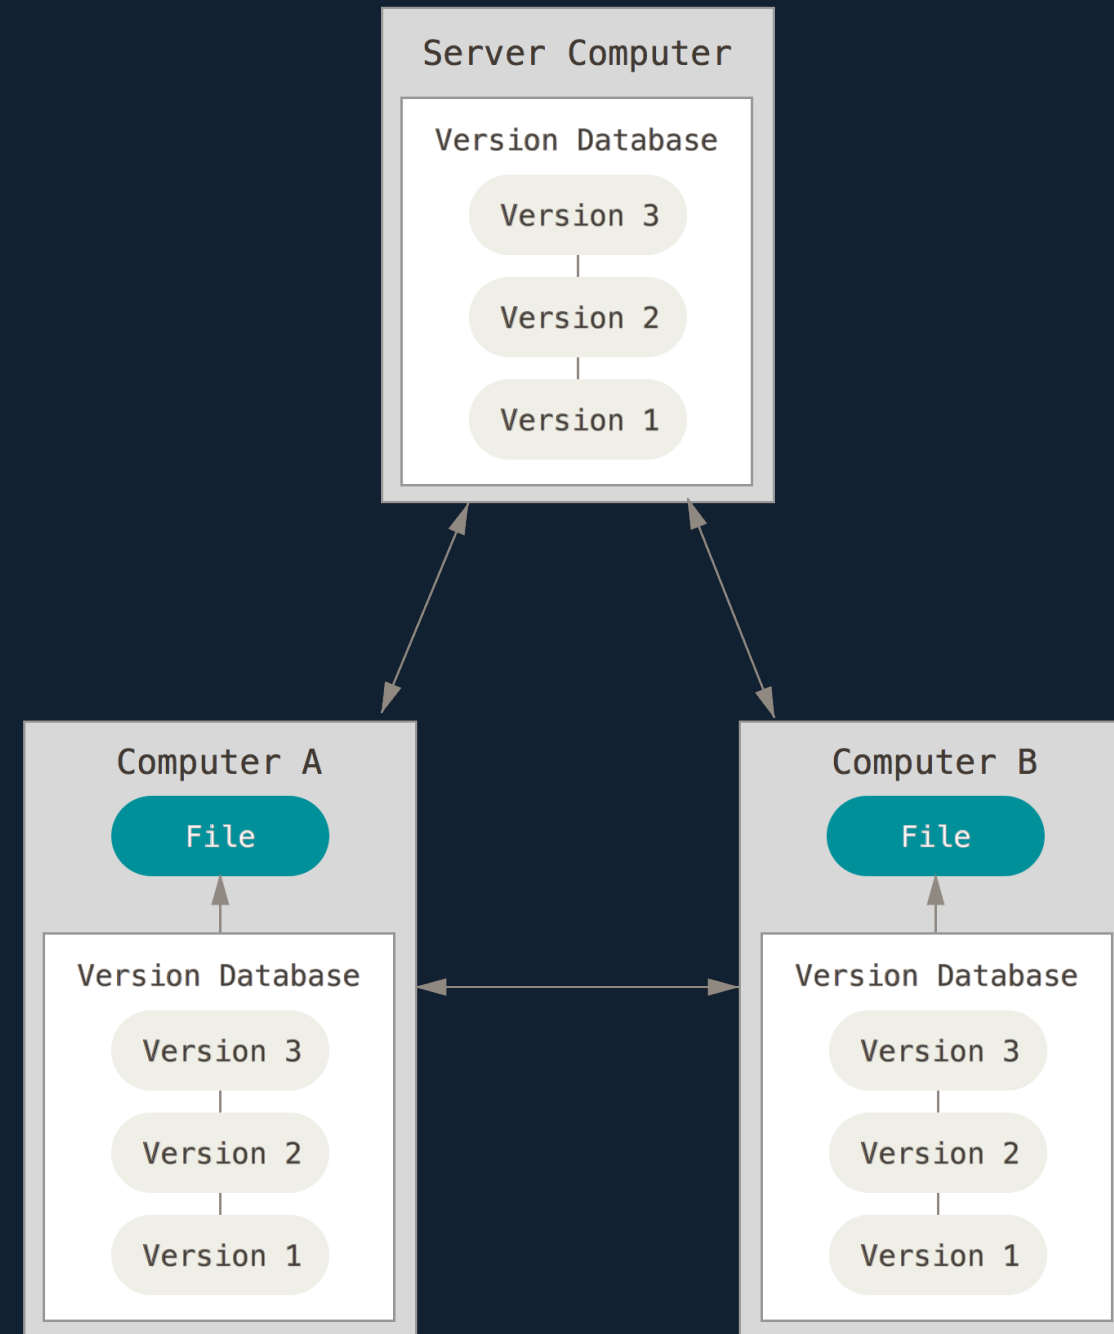 Server Computer
Version Database
Version 3
Version 2
Version 1
Computer A
File
Version Database
Version 3
Version 2
Version 1
Computer B
File
Version Database
Version 3
Version 2
Version 1